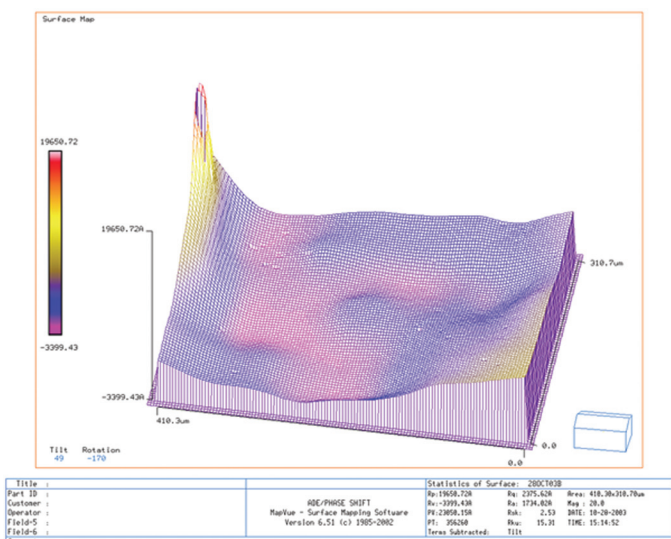 Surface Map
19650.72
-3399.43
19650.72A
-3399.43A
310.7um
410.3um
0.0
0.0
Tilt Rotation
49 -170
Title :
Part ID :
Customer :
Operator :
Field-5 :
Field-6 :
ADE/PHASE SHIFT
MapVue - Surface Mapping Software
Version 6.51 (c) 1985-2002
Statistics of Surface: 28OCT03B
Rp:19650.72A Rq: 2375.62A Area: 410.30x310.70um
Rv:-3399.43A Ra: 1734.02A Mag : 20.0
PV:23050.15A Rsk: 2.53 DATE: 10-28-2003
PT: 356260 Rku: 15.31 TIME: 15:14:52
Terms Subtracted: Tilt